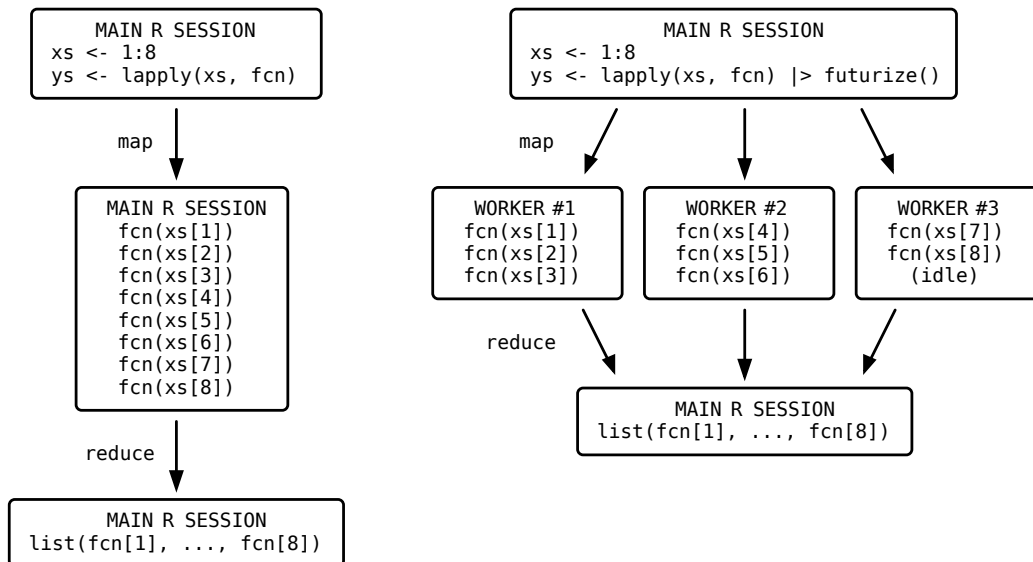 MAIN R SESSION
xs <- 1:8
ys <- lapply(xs, fcn)
map
MAIN R SESSION
fcn(xs[1])
fcn(xs[2])
fcn(xs[3])
fcn(xs[4])
fcn(xs[5])
fcn(xs[6])
fcn(xs[7])
fcn(xs[8])
reduce
MAIN R SESSION
list(fcn[1], ..., fcn[8])
MAIN R SESSION
xs <- 1:8
ys <- lapply(xs, fcn) |> futurize()
map
WORKER #1
fcn(xs[1])
fcn(xs[2])
fcn(xs[3])
WORKER #2
fcn(xs[4])
fcn(xs[5])
fcn(xs[6])
WORKER #3
fcn(xs[7])
fcn(xs[8])
(idle)
reduce
MAIN R SESSION
list(fcn[1], ..., fcn[8])